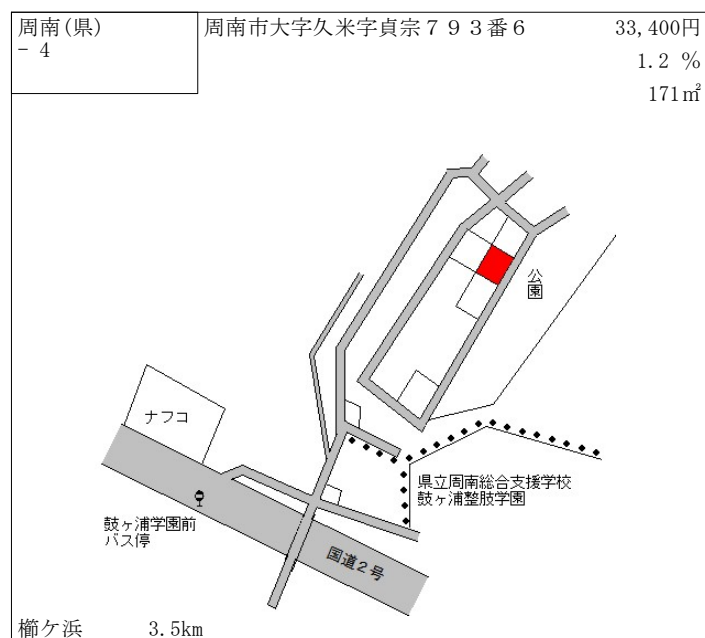 周南(県)
- 4
周南市大字久米字貞宗７９３番６
33,400円
1.2 %
171㎡
公園
ナフコ
県立周南総合支援学校
鼓ヶ浦整肢学園
鼓ヶ浦学園前
バス停
国道２号
櫛ケ浜 3.5km